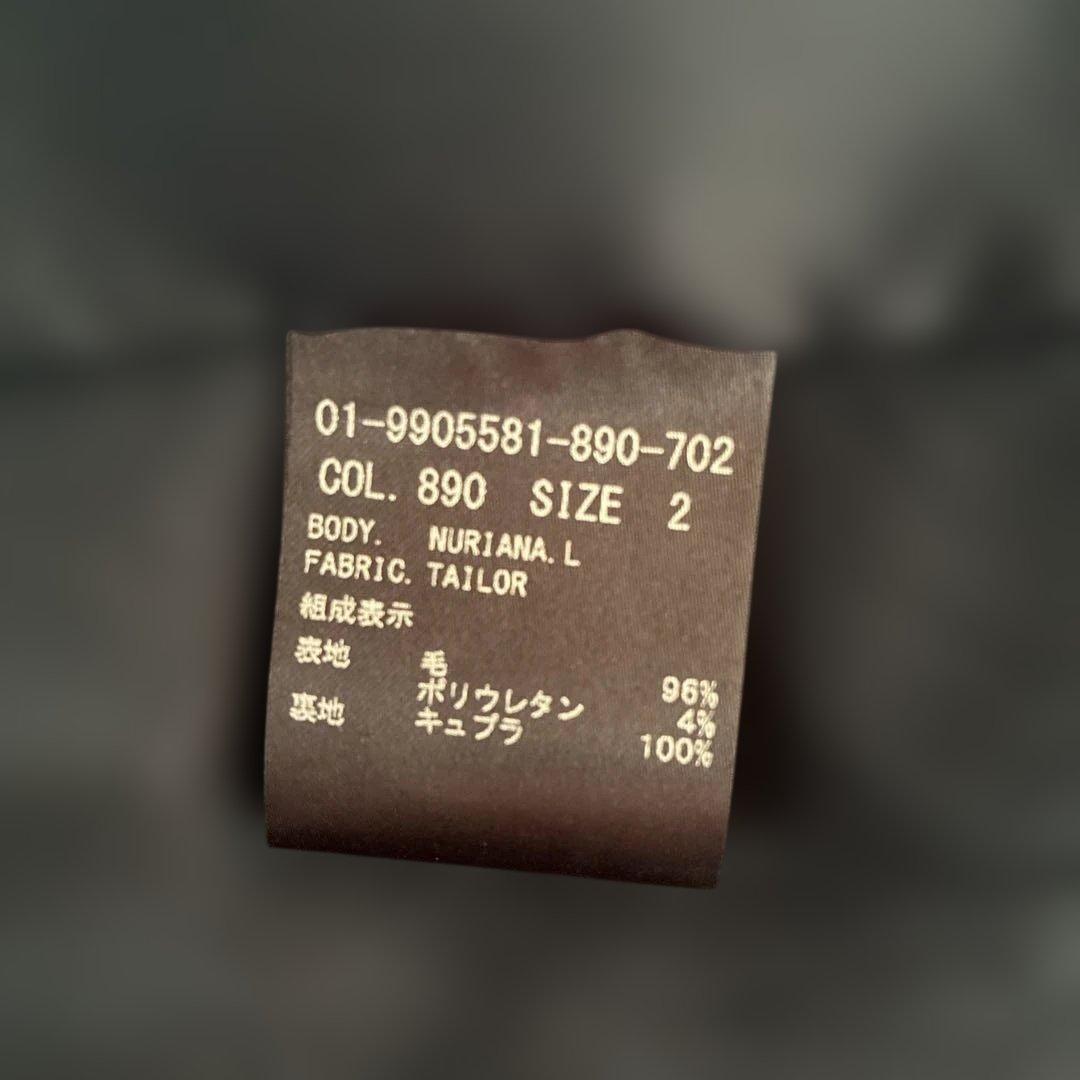 01-9905581-890-702
COL. 890 SIZE 2
BODY. NURIANA. L
FABRIC. TAILOR
組成表示
表地 毛 96%
ポリウレタン 4%
裏地 キュプラ 100%